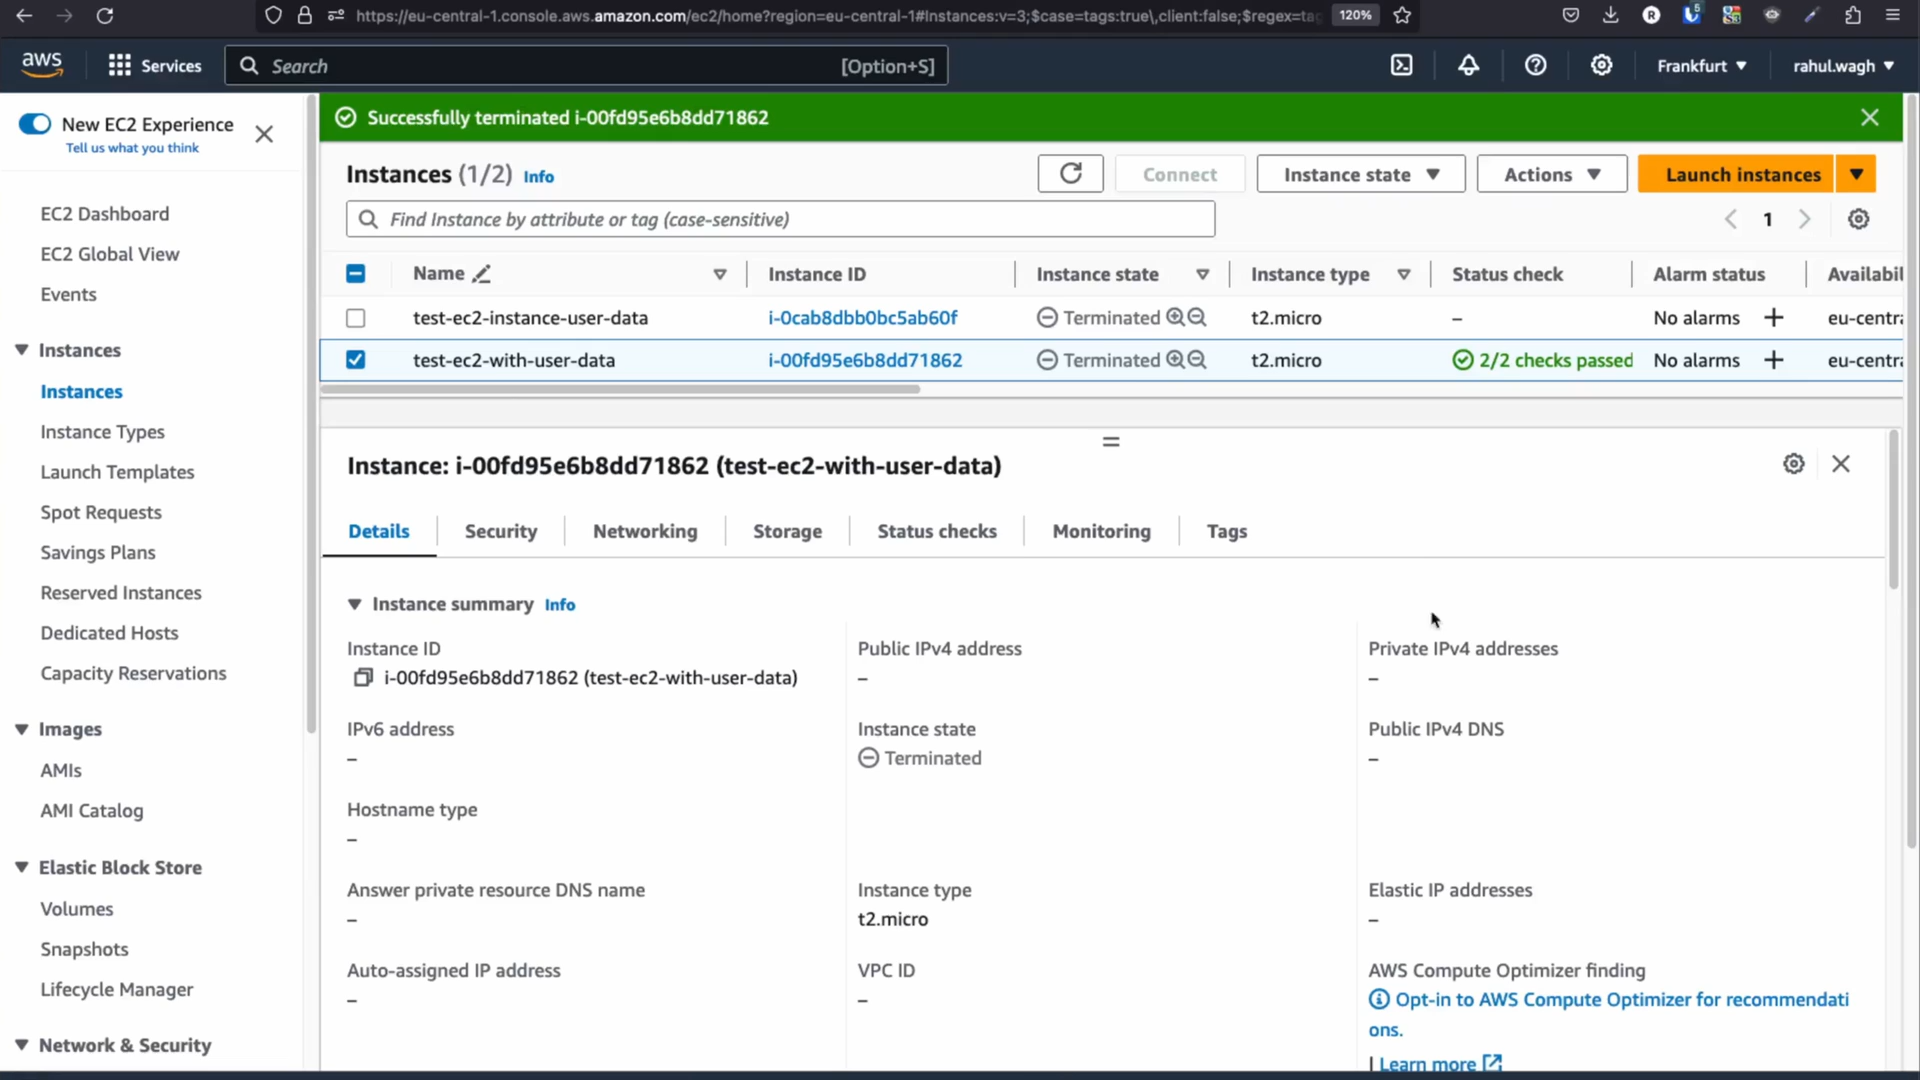 https://eu-central-1.console.aws.amazon.com/ec2/home?region=eu-central-1#Instances:v=3;$case=tags:true\,client:false;$regex=tag
120%
R
5
aws
Services
Search
[Option+S]
Frankfurt
rahul.wagh
New EC2 Experience
Tell us what you think
EC2 Dashboard
EC2 Global View
Events
Instances
Instances
Instance Types
Launch Templates
Spot Requests
Savings Plans
Reserved Instances
Dedicated Hosts
Capacity Reservations
Images
AMIs
AMI Catalog
Elastic Block Store
Volumes
Snapshots
Lifecycle Manager
Network & Security
Successfully terminated i-00fd95e6b8dd71862
Instances (1/2) Info
Connect
Instance state
Actions
Launch instances
Find Instance by attribute or tag (case-sensitive)
1
Name Instance ID Instance state Instance type Status check Alarm status Availabil
test-ec2-instance-user-data i-0cab8dbb0bc5ab60f Terminated t2.micro – No alarms + eu-centra
test-ec2-with-user-data i-00fd95e6b8dd71862 Terminated t2.micro 2/2 checks passed No alarms + eu-centra
Instance: i-00fd95e6b8dd71862 (test-ec2-with-user-data)
Details Security Networking Storage Status checks Monitoring Tags
Instance summary Info
Instance ID
i-00fd95e6b8dd71862 (test-ec2-with-user-data)
Public IPv4 address
–
Private IPv4 addresses
–
IPv6 address
–
Instance state
Terminated
Public IPv4 DNS
–
Hostname type
–
Answer private resource DNS name
–
Instance type
t2.micro
Elastic IP addresses
–
Auto-assigned IP address
–
VPC ID
–
AWS Compute Optimizer finding
Opt-in to AWS Compute Optimizer for recommendati
ons.
| Learn more